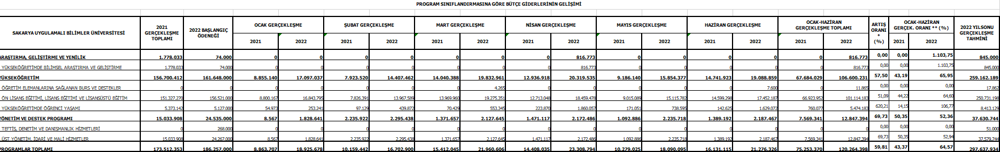 PROGRAM SINIFLANDIRMASINA GÖRE BÜTÇE GİDERLERİNİN GELİŞİMİ
SAKARYA UYGULAMALI BİLİMLER ÜNİVERSİTESİ 2021 GERÇEKLEŞME TOPLAMI 2022 BAŞLANGIÇ ÖDENEĞİ OCAK GERÇEKLEŞME ŞUBAT GERÇEKLEŞME MART GERÇEKLEŞME NİSAN GERÇEKLEŞME MAYIS GERÇEKLEŞME HAZİRAN GERÇEKLEŞME OCAK-HAZİRAN GERÇEKLEŞME TOPLAMI ARTIŞ ORANI * (%) OCAK-HAZİRAN GERÇEK. ORANI ** (%) 2022 YILSONU GERÇEKLEŞME TAHMİNİ
2021 2022 2021 2022 2021 2022 2021 2022 2021 2022 2021 2022 2021 2022 2021 2022
ARAŞTIRMA, GELİŞTİRME VE YENİLİK 1.778.033 74.000 0 0 0 0 0 0 0 816.773 0 0 0 0 0 816.773 0,00 0,00 1.103,75 845.000
YÜKSEKÖĞRETİMDE BİLİMSEL ARAŞTIRMA VE GELİŞTİRME 1.778.033 74.000 0 0 0 0 0 0 0 816.773 0 0 0 0 0 816.773 0,00 0,00 1.103,75 845.000
YÜKSEKÖĞRETİM 156.700.412 161.648.000 8.855.140 17.097.037 7.923.520 14.407.462 14.040.388 19.832.961 12.936.918 20.319.535 9.186.140 15.854.377 14.741.923 19.088.859 67.684.029 106.600.231 57,50 43,19 65,95 259.162.189
ÖĞRETİM ELEMANLARINA SAĞLANAN BURS VE DESTEKLER 0 0 0 0 0 0 0 4.265 0 0 0 0 0 7.600 0 11.865 0,00 0,00 0,00 17.862
ÖN LİSANS EĞİTİMİ, LİSANS EĞİTİMİ VE LİSANSÜSTÜ EĞİTİM 151.327.270 156.521.000 8.800.167 16.843.795 7.826.391 13.967.589 13.969.960 19.275.351 12.713.048 18.459.478 9.015.089 15.115.782 14.599.298 17.452.187 66.923.952 101.114.183 51,09 44,22 64,60 250.731.198
YÜKSEKÖĞRETİMDE ÖĞRENCİ YAŞAMI 5.373.142 5.127.000 54.973 253.241 97.129 439.872 70.429 553.345 223.870 1.860.057 171.051 738.595 142.625 1.629.072 760.077 5.474.183 620,21 14,15 106,77 8.413.129
YÖNETİM VE DESTEK PROGRAMI 15.033.908 24.535.000 8.567 1.828.641 2.235.922 2.295.438 1.371.657 2.127.645 1.471.117 2.172.486 1.092.886 2.235.718 1.389.192 2.187.467 7.569.341 12.847.394 69,73 50,35 52,36 37.630.744
TEFTİŞ, DENETİM VE DANIŞMANLIK HİZMETLERİ 0 268.000 0 0 0 0 0 0 0 0 0 0 0 0 0 0 0,00 0,00 0,00 51.000
ÜST YÖNETİM, İDARİ VE MALİ HİZMETLER 15.033.908 24.267.000 8.567 1.828.641 2.235.922 2.295.438 1.371.657 2.127.645 1.471.117 2.172.486 1.092.886 2.235.718 1.389.192 2.187.467 7.569.341 12.847.394 69,73 50,35 52,94 37.579.744
PROGRAMLAR TOPLAMI 173.512.353 186.257.000 8.863.707 18.925.678 10.159.442 16.702.900 15.412.045 21.960.606 14.408.035 23.308.794 10.279.025 18.090.095 16.131.115 21.276.326 75.253.370 120.264.398 59,81 43,37 64,57 297.637.934